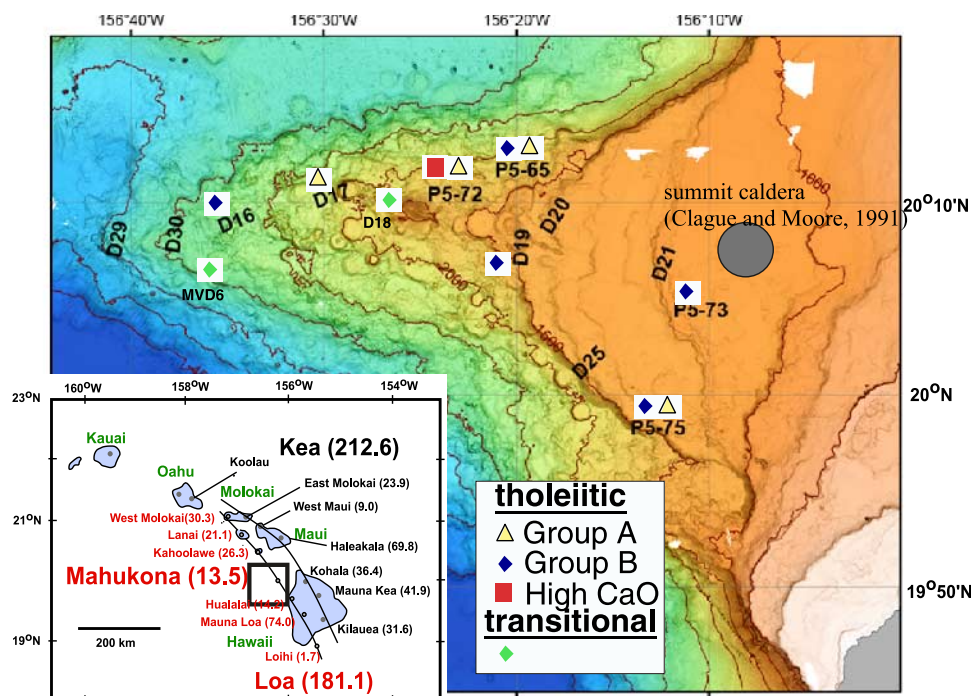 156°40'W
156°30'W
156°20'W
156°10'W
P5-65
P5-72
D17
D16
D30
D29
D18
MVD6
D19
D20
summit caldera
(Clague and Moore, 1991)
1600
20°10'N
D21
P5-73
2000
1600
D25
P5-75
20°N
19°50'N
160°W
158°W
156°W
154°W
23°N
21°N
19°N
Kauai
Oahu
Koolau
Kea (212.6)
Molokai
East Molokai (23.9)
West Maui (9.0)
West Molokai(30.3)
Maui
Lanai (21.1)
Haleakala (69.8)
Kahoolawe (26.3)
Kohala (36.4)
Mahukona (13.5)
Mauna Kea (41.9)
Hualalai (14.2)
Mauna Loa (74.0)
Kilauea (31.6)
Hawaii
200 km
Loihi (1.7)
Loa (181.1)
tholeiitic
Group A
Group B
High CaO
transitional